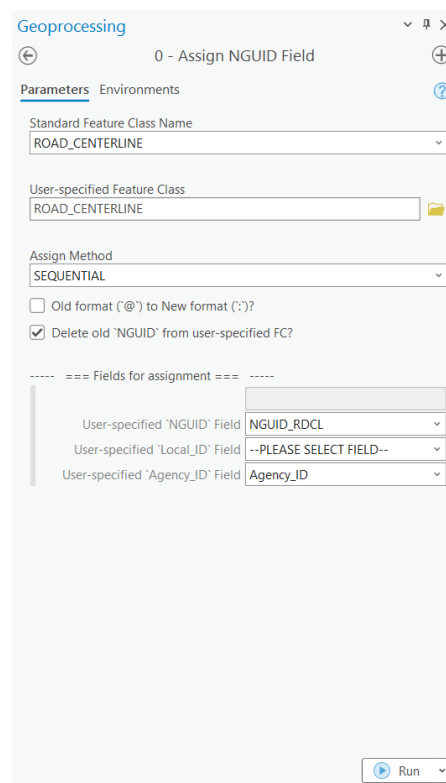 Geoprocessing
0 - Assign NGUID Field
Parameters Environments
Standard Feature Class Name
ROAD_CENTERLINE
User-specified Feature Class
ROAD_CENTERLINE
Assign Method
SEQUENTIAL
Old format (`@`) to New format (`:`)?
Delete old `NGUID` from user-specified FC?
----- === Fields for assignment === -----
User-specified `NGUID` Field NGUID_RDCL
User-specified `Local_ID` Field --PLEASE SELECT FIELD--
User-specified `Agency_ID` Field Agency_ID
Run